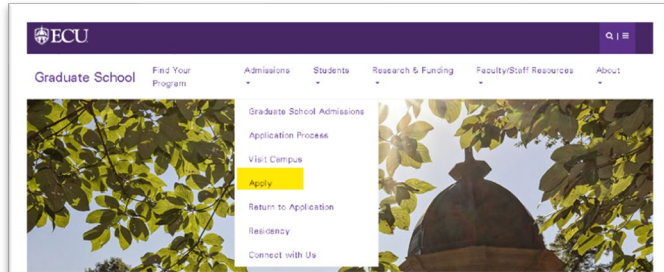 ECU
Graduate School
Find Your
Program
Admissions
Students
Research & Funding
Faculty/Staff Resources
About
Graduate School Admissions
Application Process
Visit Campus
Apply
Return to Application
Residency
Connect with Us